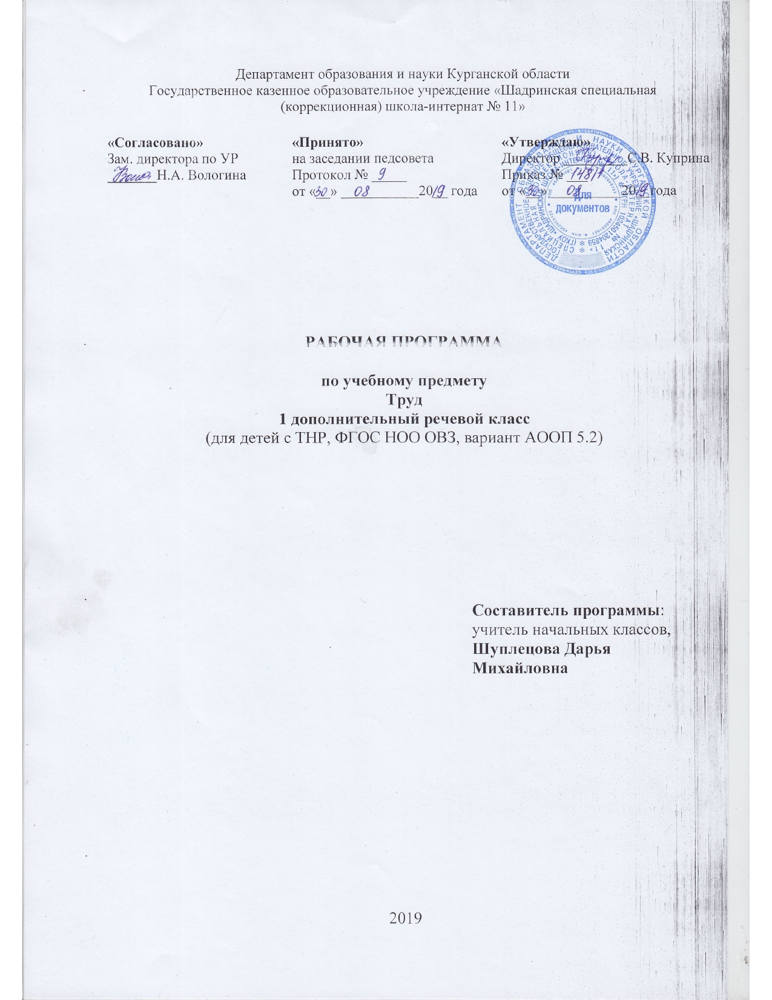 Департамент образования и науки Курганской области
Государственное казенное образовательное учреждение «Шадринская специальная
(коррекционная) школа-интернат № 11»
«Согласовано»
Зам. директора по УР
Н.А. Вологина
«Принято»
на заседании педсовета
Протокол № 9
от «30» 08 2019 года
«Утверждаю»
Директор С.В. Куприна
Приказ № 148/1
от «30» 08 2019 года
для
документов
РАБОЧАЯ ПРОГРАММА
по учебному предмету
Труд
1 дополнительный речевой класс
(для детей с ТНР, ФГОС НОО ОВЗ, вариант АООП 5.2)
Составитель программы:
учитель начальных классов,
Шуплецова Дарья
Михайловна
2019